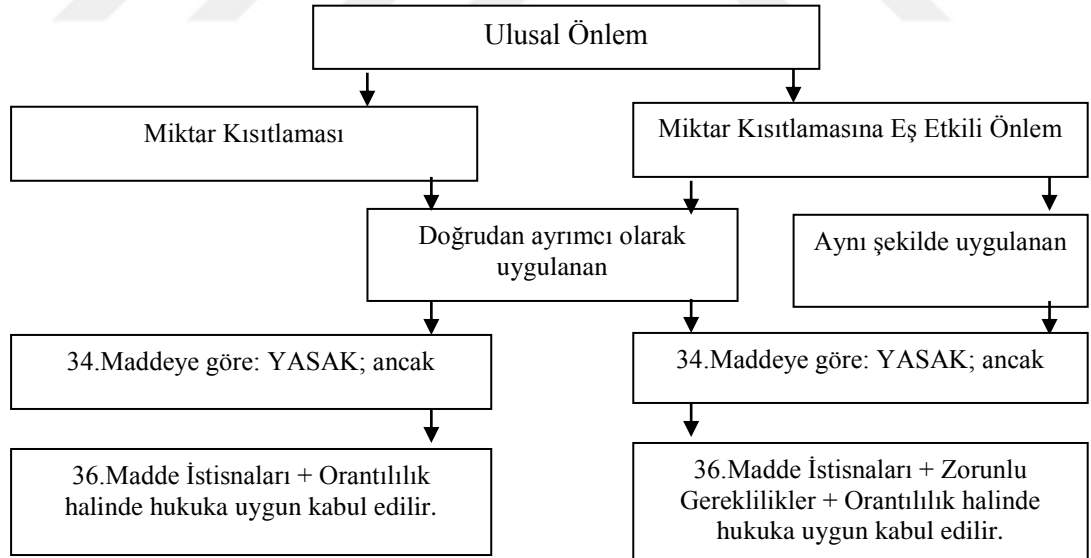 Ulusal Önlem
Miktar Kısıtlaması
Miktar Kısıtlamasına Eş Etkili Önlem
Doğrudan ayrımcı olarak
uygulanan
Aynı şekilde uygulanan
34.Maddeye göre: YASAK; ancak
34.Maddeye göre: YASAK; ancak
36.Madde İstisnaları + Orantılılık
halinde hukuka uygun kabul edilir.
36.Madde İstisnaları + Zorunlu
Gereklilikler + Orantılılık halinde
hukuka uygun kabul edilir.